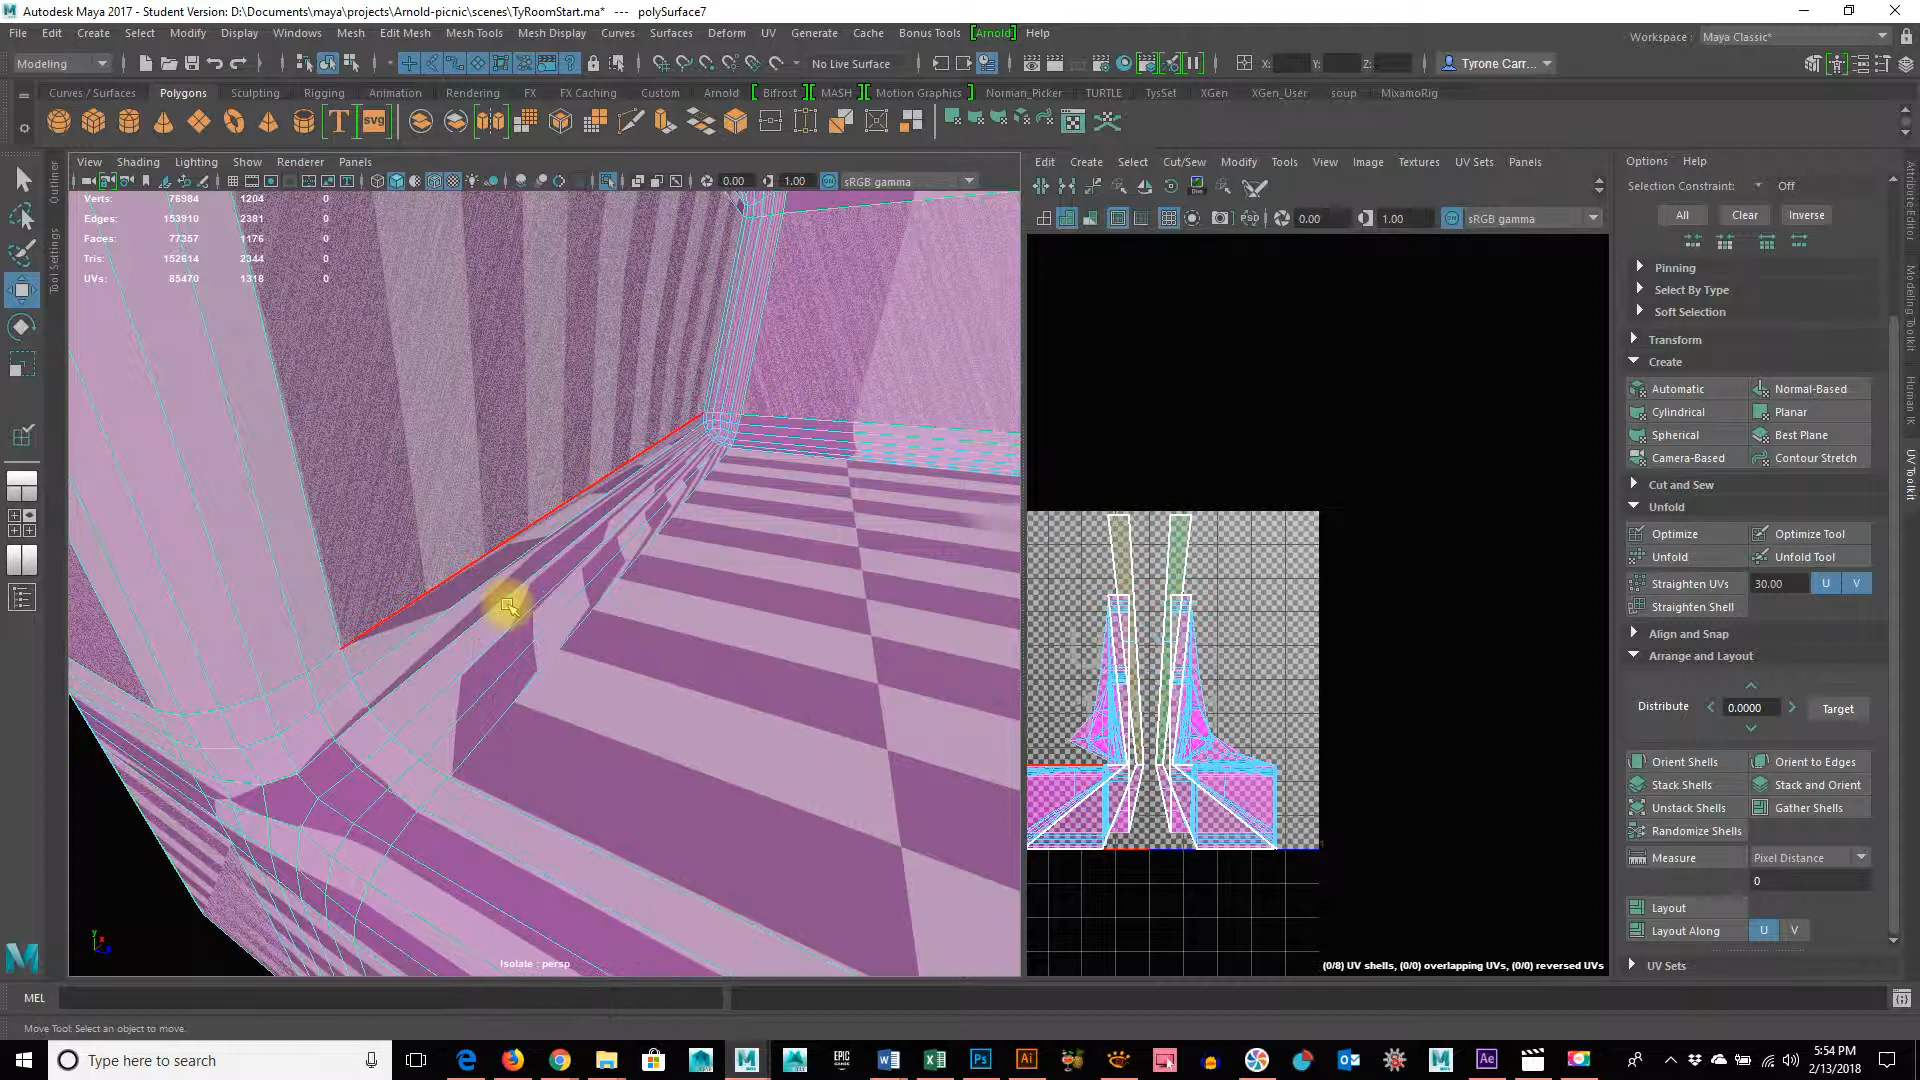 Autodesk Maya 2017 - Student Version: D:\Documents\maya\projects\Arnold-picnic\scenes\TyRoomStart.ma* --- polySurface7
File Edit Create Select Modify Display Windows Mesh Edit Mesh Mesh Tools Mesh Display Curves Surfaces Deform UV Generate Cache Bonus Tools [Arnold] Help
Workspace : Maya Classic*
Modeling No Live Surface X: Y: Z: Tyrone Carr...
Curves / Surfaces Polygons Sculpting Rigging Animation Rendering FX FX Caching Custom Arnold Bifrost MASH Motion Graphics Norman_Picker TURTLE TysSet XGen XGen_User soup MixamoRig
T svg
View Shading Lighting Show Renderer Panels
0.00 1.00 sRGB gamma
Verts: 76984 1204 0
Edges: 153910 2381 0
Faces: 77357 1176 0
Tris: 152614 2344 0
UVs: 85470 1318 0
Isolate : persp
Outliner
Tool Settings
Edit Create Select Cut/Sew Modify Tools View Image Textures UV Sets Panels
0.00 1.00 sRGB gamma
(0/8) UV shells, (0/0) overlapping UVs, (0/0) reversed UVs
Options Help
Selection Constraint: Off
All Clear Inverse
Pinning
Select By Type
Soft Selection
Transform
Create
Automatic Normal-Based
Cylindrical Planar
Spherical Best Plane
Camera-Based Contour Stretch
Cut and Sew
Unfold
Optimize Optimize Tool
Unfold Unfold Tool
Straighten UVs 30.00 U V
Straighten Shell
Align and Snap
Arrange and Layout
Distribute 0.0000 Target
Orient Shells Orient to Edges
Stack Shells Stack and Orient
Unstack Shells Gather Shells
Randomize Shells
Measure Pixel Distance
0
Layout
Layout Along U V
UV Sets
Attribute Editor
Modeling Toolkit
Human IK
UV Toolkit
MEL
Move Tool: Select an object to move.
Type here to search
5:54 PM
2/13/2018